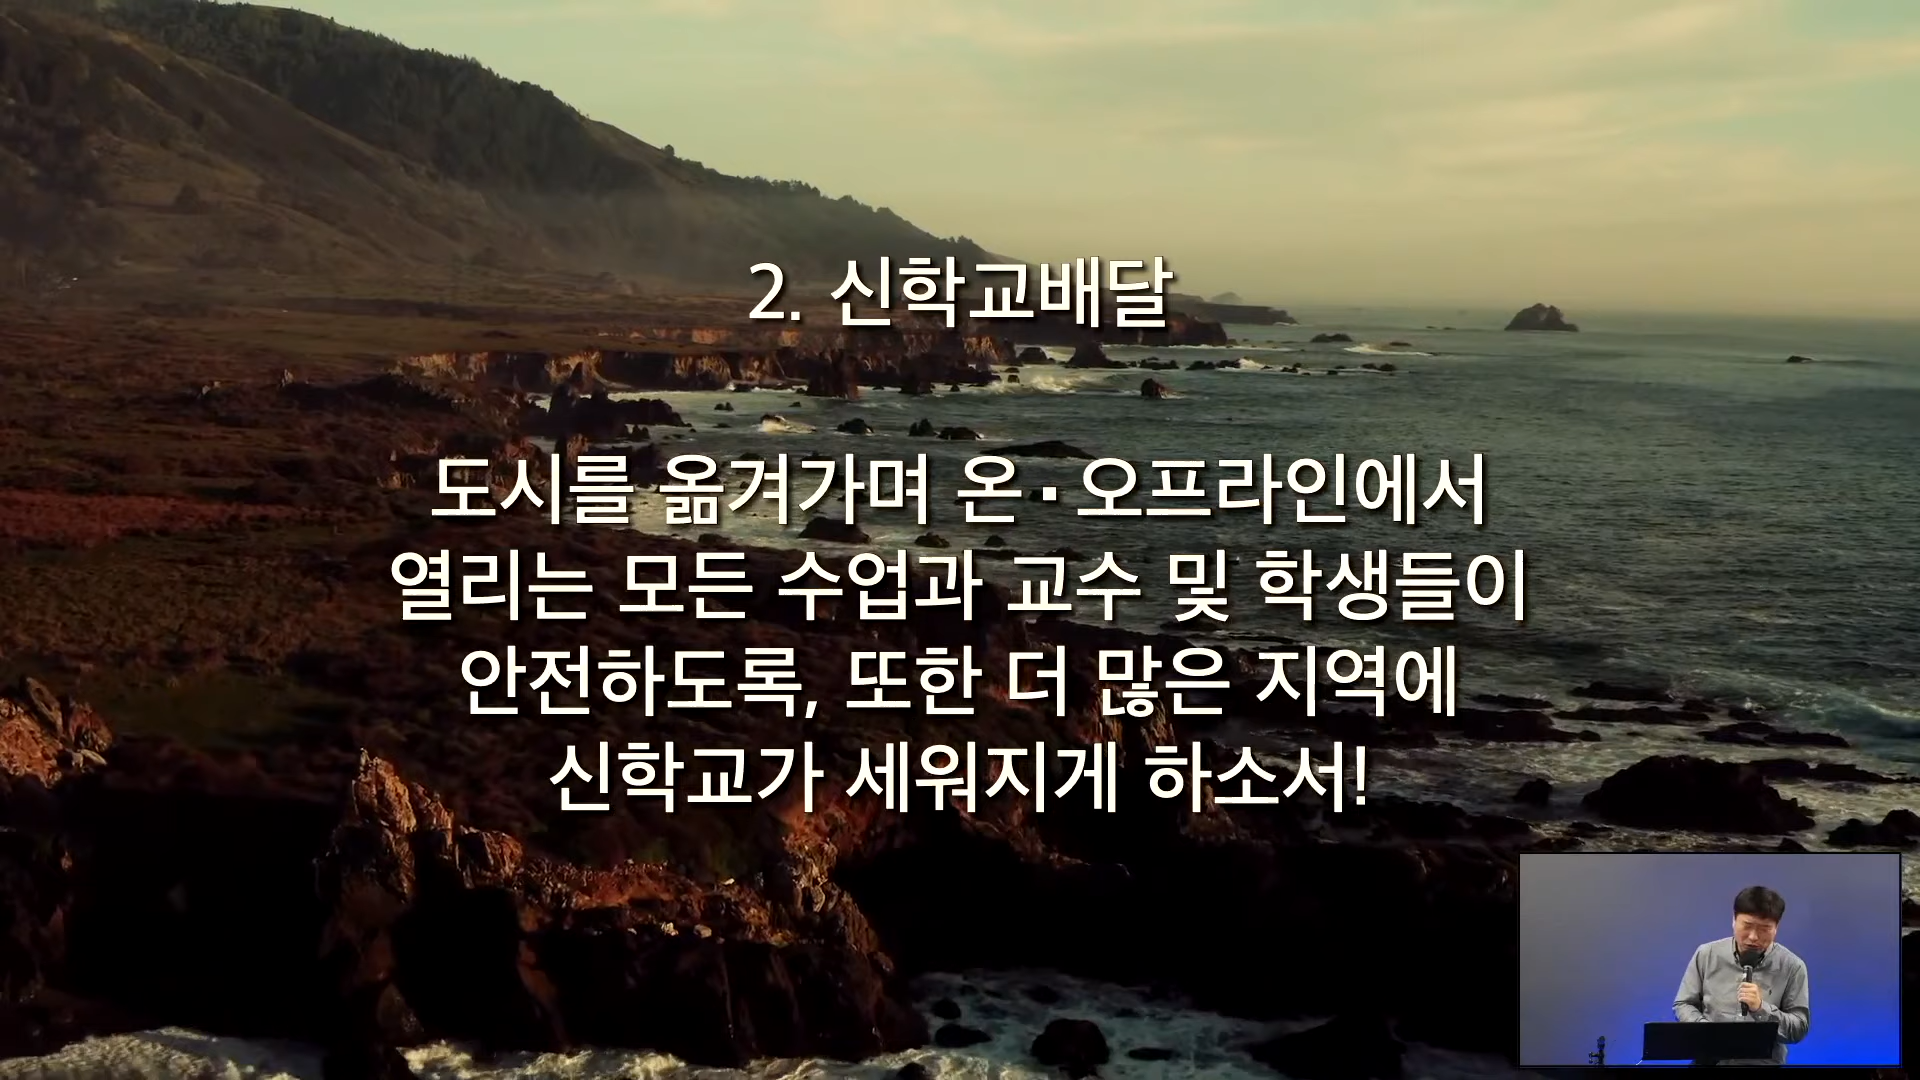 2. 신학교배달
도시를 옮겨가며 온·오프라인에서
열리는 모든 수업과 교수 및 학생들이
안전하도록, 또한 더 많은 지역에
신학교가 세워지게 하소서!